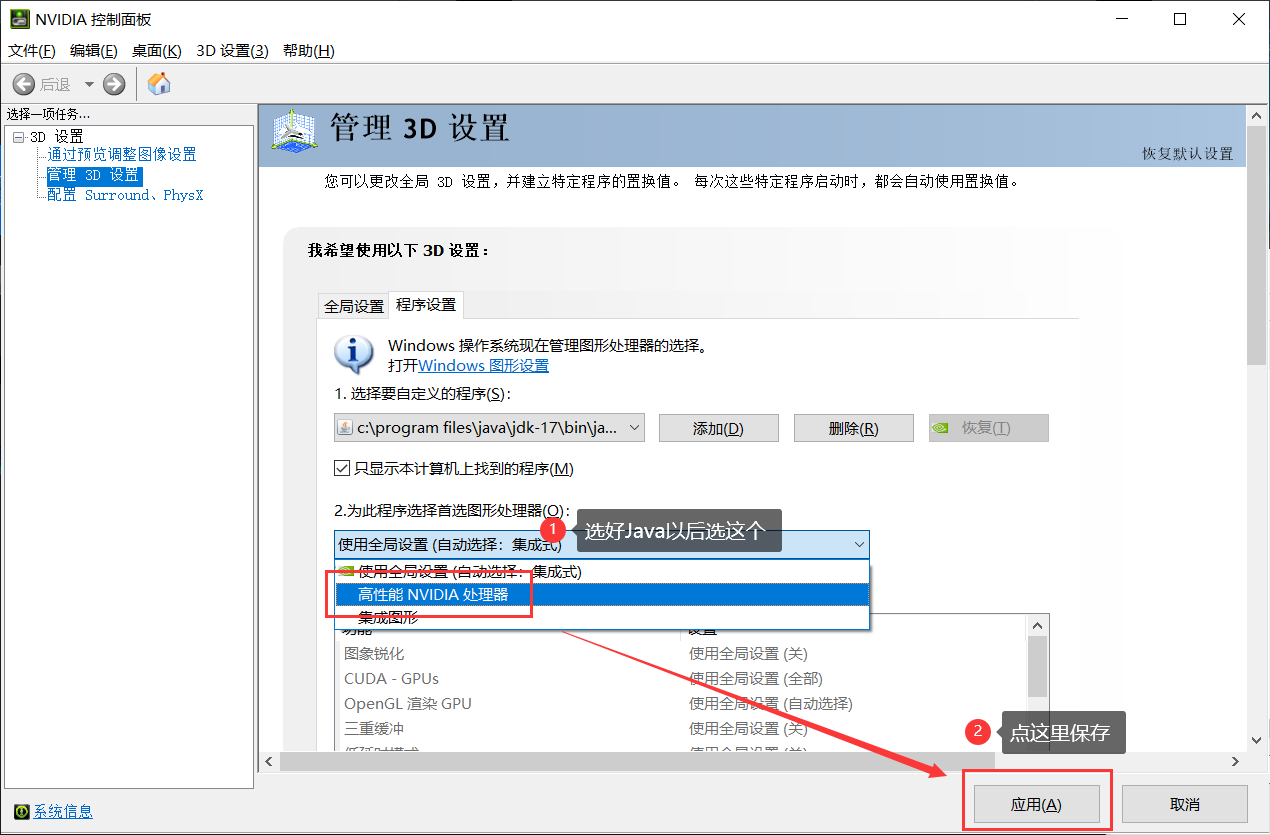 NVIDIA 控制面板
文件(F) 编辑(E) 桌面(K) 3D 设置(3) 帮助(H)
后退
选择一项任务...
3D 设置
通过预览调整图像设置
管理 3D 设置
配置 Surround、PhysX
系统信息
管理 3D 设置
恢复默认设置
您可以更改全局 3D 设置，并建立特定程序的置换值。 每次这些特定程序启动时，都会自动使用置换值。
我希望使用以下 3D 设置：
全局设置 程序设置
Windows 操作系统现在管理图形处理器的选择。
打开Windows 图形设置
1. 选择要自定义的程序(S)：
c:\program files\java\jdk-17\bin\ja... 添加(D) 删除(R) 恢复(T)
只显示本计算机上找到的程序(M)
2.为此程序选择首选图形处理器(O)：
1 选好Java以后选这个
使用全局设置 (自动选择：集成式)
使用全局设置 (自动选择：集成式)
高性能 NVIDIA 处理器
集成图形
功能 设置
图象锐化 使用全局设置 (关)
CUDA - GPUs 使用全局设置 (全部)
OpenGL 渲染 GPU 使用全局设置 (自动选择)
三重缓冲 使用全局设置 (关)
低延时模式 使用全局设置 (关)
2 点这里保存
应用(A) 取消